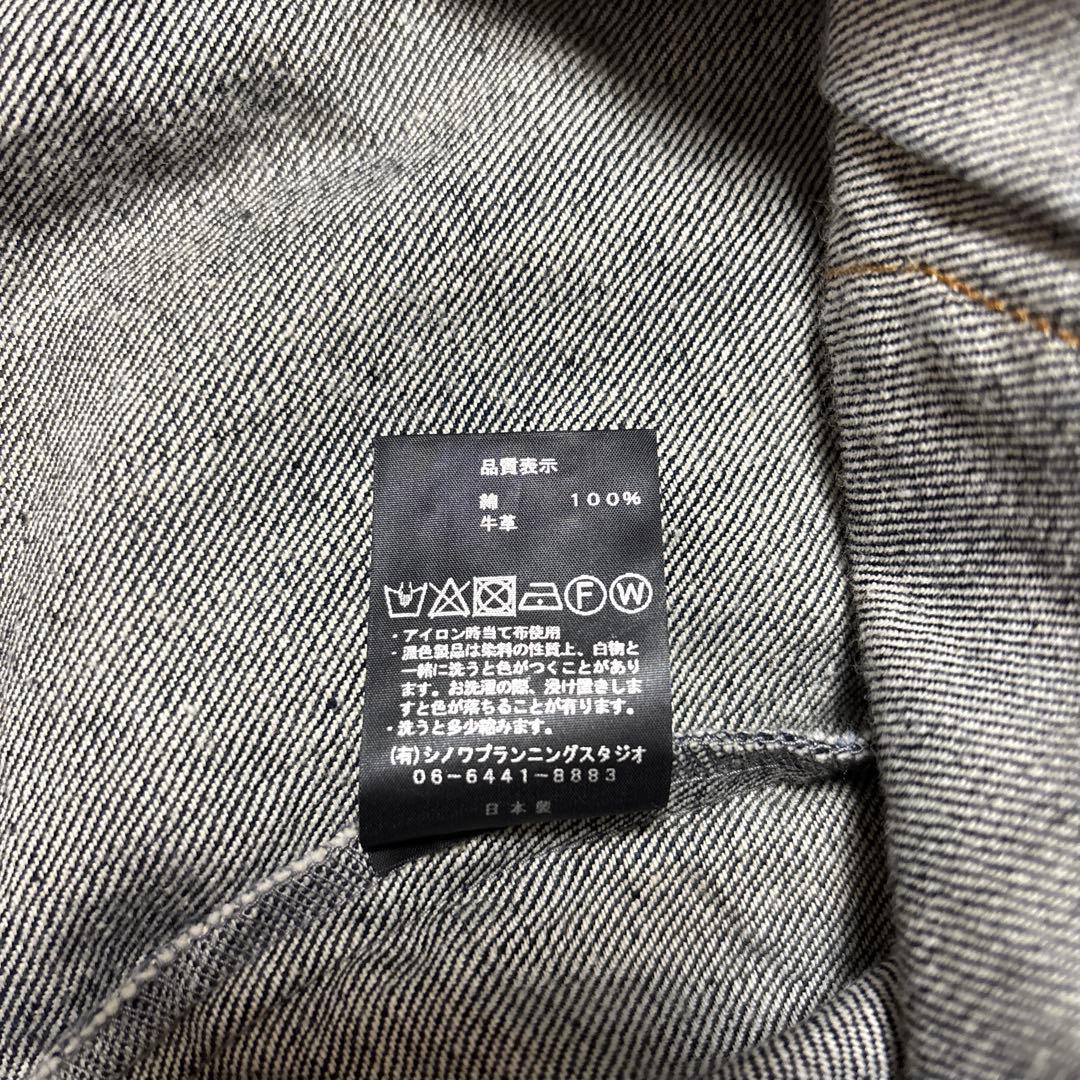 品質表示
綿 100%
牛革
F W
・アイロン時当て布使用
・濃色製品は染料の性質上、白物と
一緒に洗うと色がつくことがあり
ます。お洗濯の際、浸け置きしま
すと色が落ちることが有ります。
・洗うと多少縮みます。
(有)シノワプランニングスタジオ
06-6441-8883
日本製